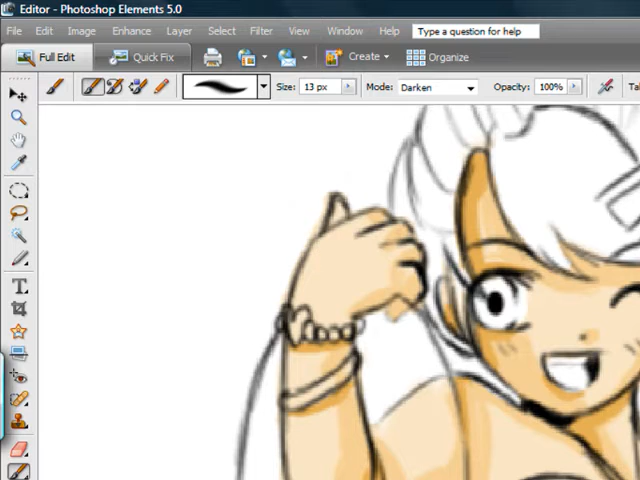 Editor - Photoshop Elements 5.0
File Edit Image Enhance Layer Select Filter View Window Help Type a question for help
Full Edit Quick Fix Create Organize
Size: 13 px Mode: Darken Opacity: 100%
T